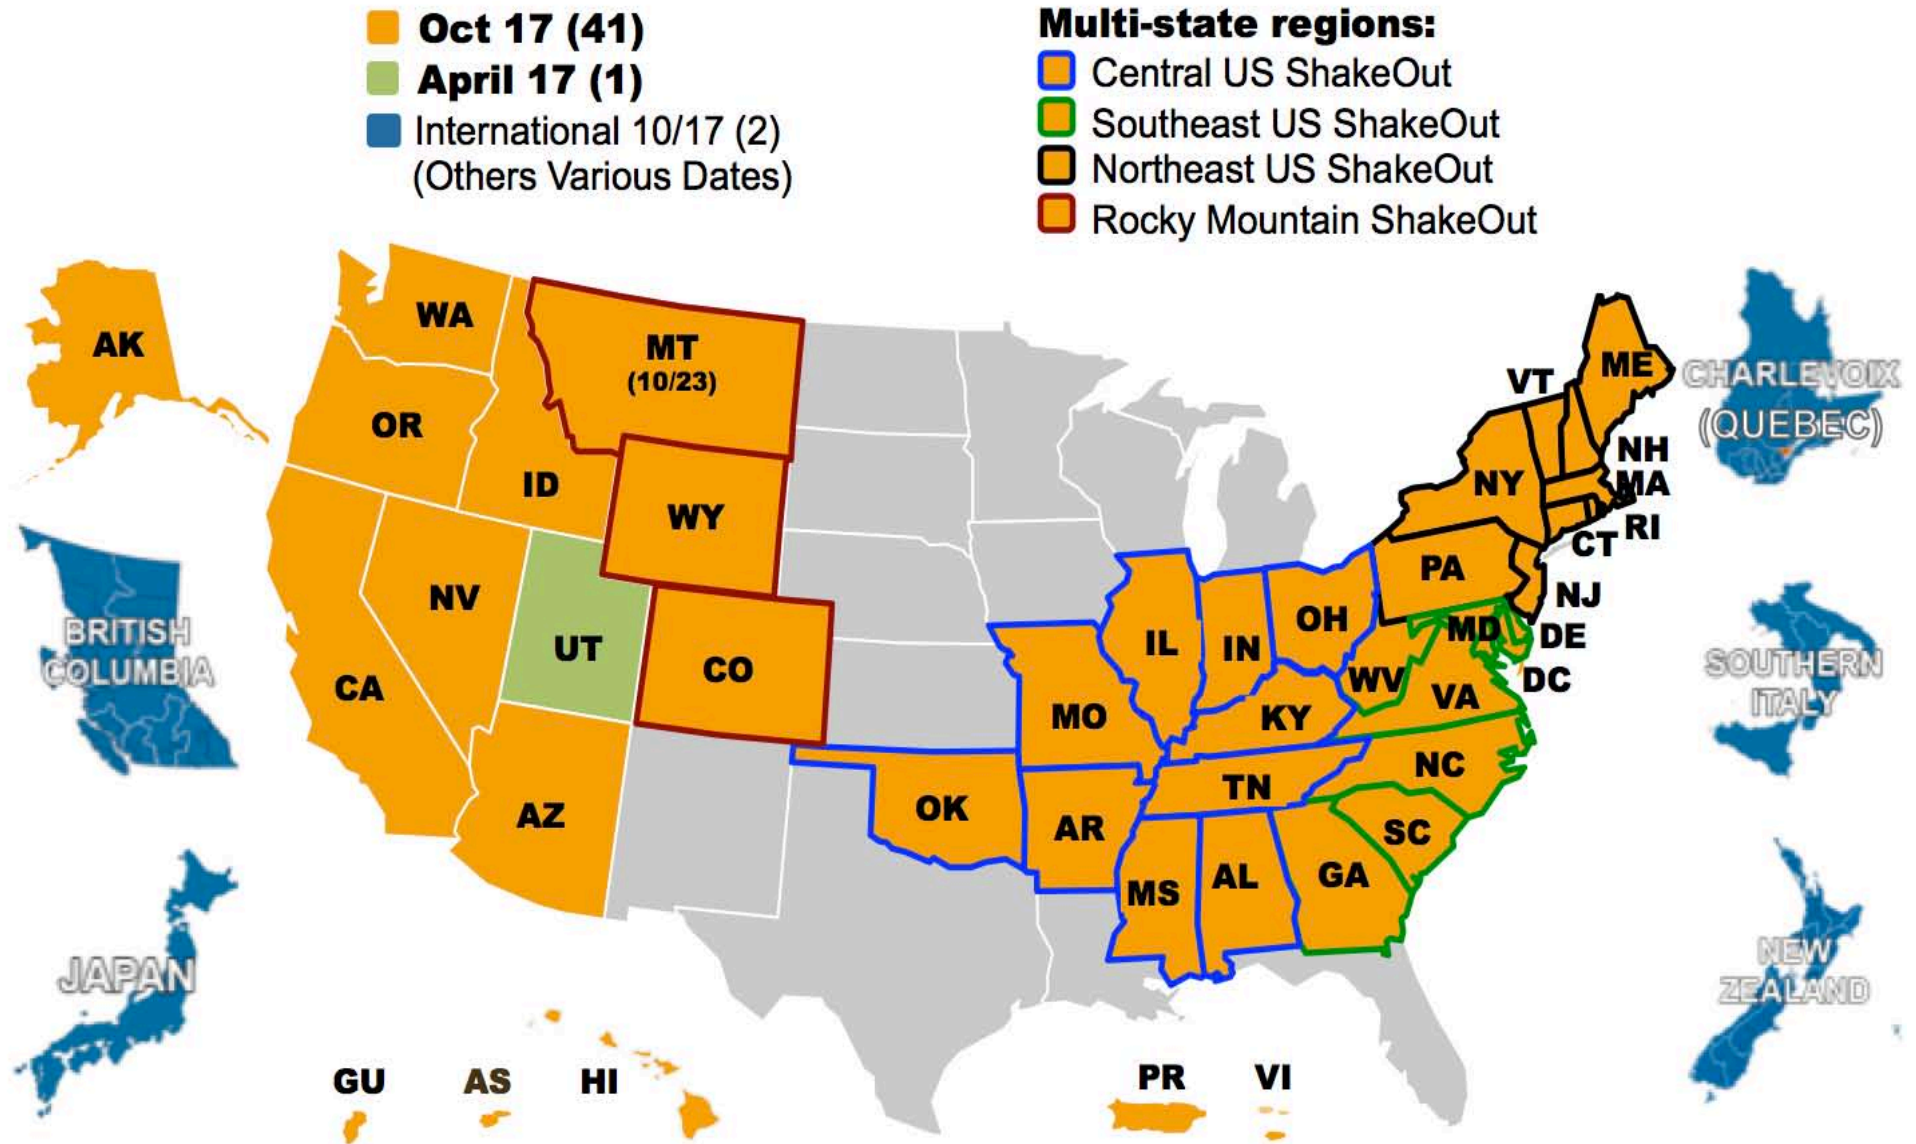 Oct 17 (41)
April 17 (1)
International 10/17 (2)
(Others Various Dates)
Multi-state regions:
Central US ShakeOut
Southeast US ShakeOut
Northeast US ShakeOut
Rocky Mountain ShakeOut
AK
WA
MT
(10/23)
OR
ID
WY
NV
UT
CO
CA
AZ
OK
MO
AR
IL
IN
OH
KY
TN
MS
AL
GA
SC
NC
VA
WV
MD
DE
DC
PA
NJ
NY
CT
RI
MA
NH
VT
ME
CHARLEVOIX
(QUEBEC)
BRITISH
COLUMBIA
SOUTHERN
ITALY
JAPAN
NEW
ZEALAND
GU
AS
HI
PR
VI